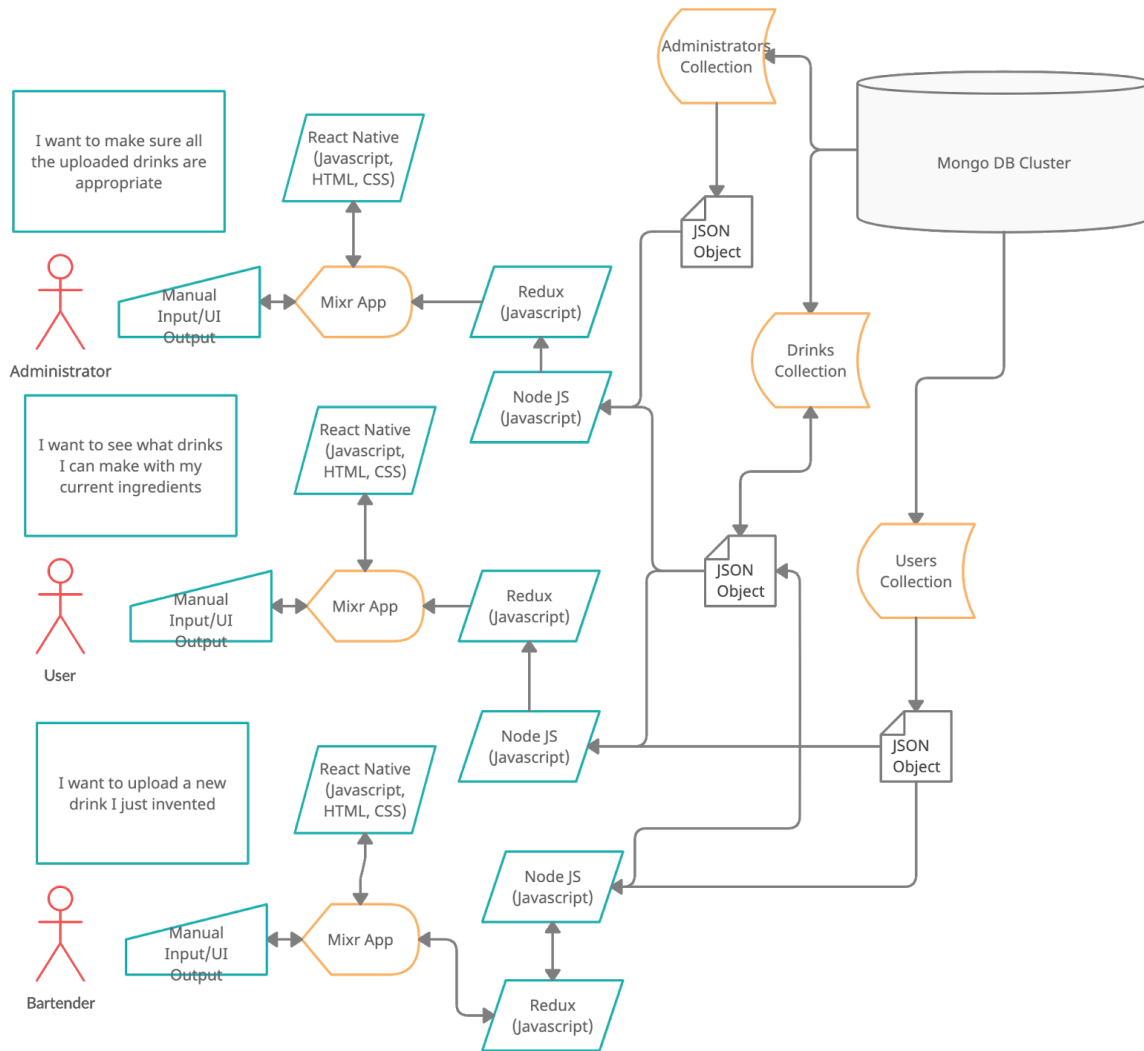 Administrators
Collection
Mongo DB Cluster
I want to make sure all
the uploaded drinks are
appropriate
React Native
(Javascript,
HTML, CSS)
JSON
Object
Administrator
Manual
Input/UI
Output
Mixr App
Redux
(Javascript)
Drinks
Collection
Node JS
(Javascript)
I want to see what drinks
I can make with my
current ingredients
React Native
(Javascript,
HTML, CSS)
JSON
Object
Users
Collection
User
Manual
Input/UI
Output
Mixr App
Redux
(Javascript)
Node JS
(Javascript)
JSON
Object
I want to upload a new
drink I just invented
React Native
(Javascript,
HTML, CSS)
Node JS
(Javascript)
Bartender
Manual
Input/UI
Output
Mixr App
Redux
(Javascript)